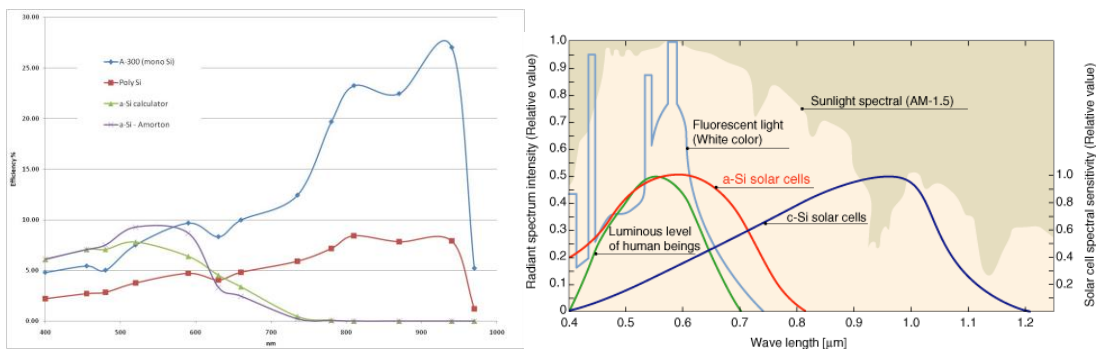 Efficiency %
30.00
25.00
20.00
15.00
10.00
5.00
0.00
A-300 (mono Si)
Poly Si
a-Si calculator
a-Si - Amorton
400
500
600
700
800
900
1000
nm
Radiant spectrum intensity (Relative value)
1.0
0.9
0.8
0.7
0.6
0.5
0.4
0.3
0.2
0.1
0
Sunlight spectral (AM-1.5)
Fluorescent light
(White color)
a-Si solar cells
c-Si solar cells
Luminous level
of human beings
1.0
0.8
0.6
0.4
0.2
Solar cell spectral sensitivity (Relative value)
0.4
0.5
0.6
0.7
0.8
0.9
1.0
1.1
1.2
Wave length [μm]